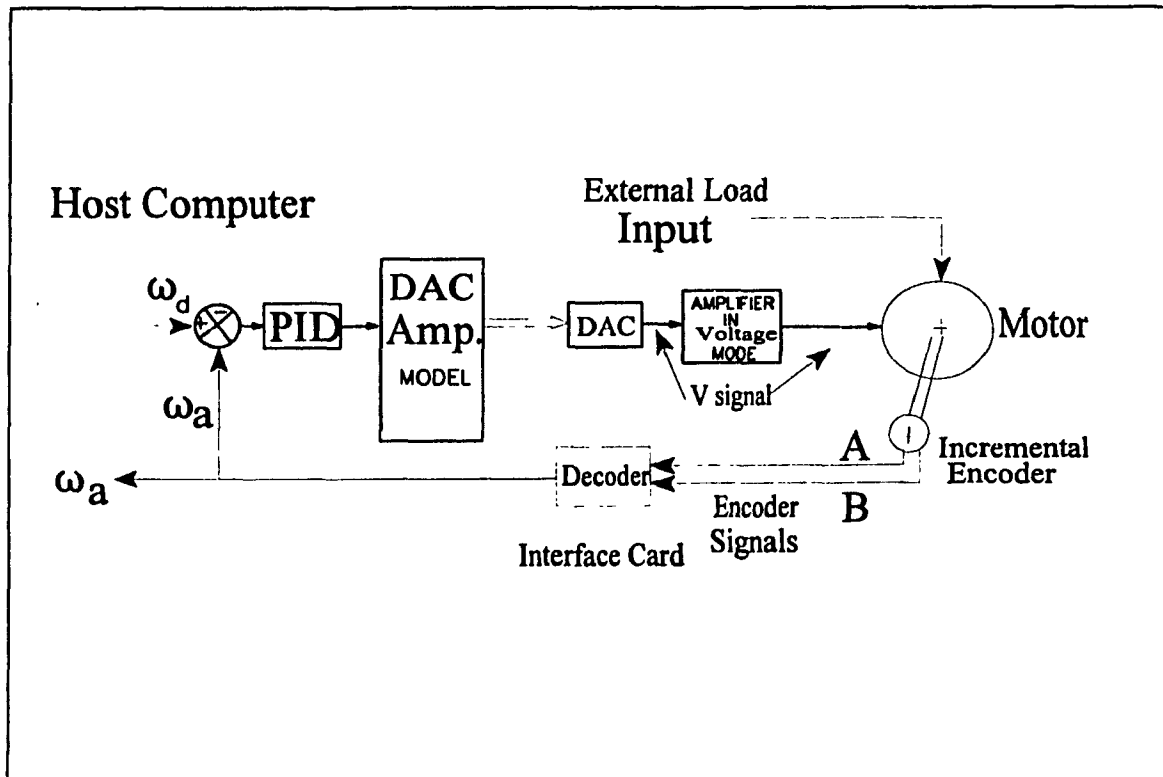 Host Computer
External Load
Input
ω_d
+
−
PID
DAC
Amp.
MODEL
DAC
AMPLIFIER
IN
Voltage
MODE
Motor
V signal
ω_a
ω_a
Decoder
A
B
Incremental
Encoder
Encoder
Signals
Interface Card